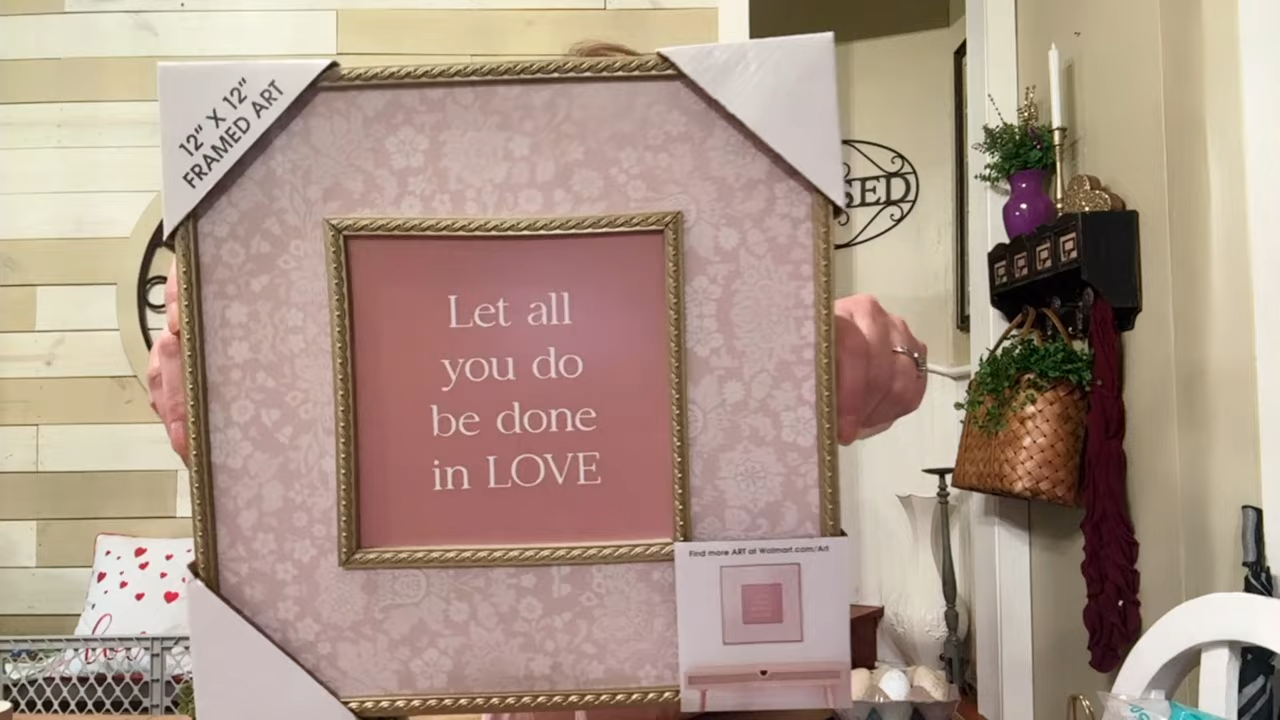 12" X 12"
FRAMED ART
SED
Let all
you do
be done
in LOVE
Find more ART at Walmart.com/Art